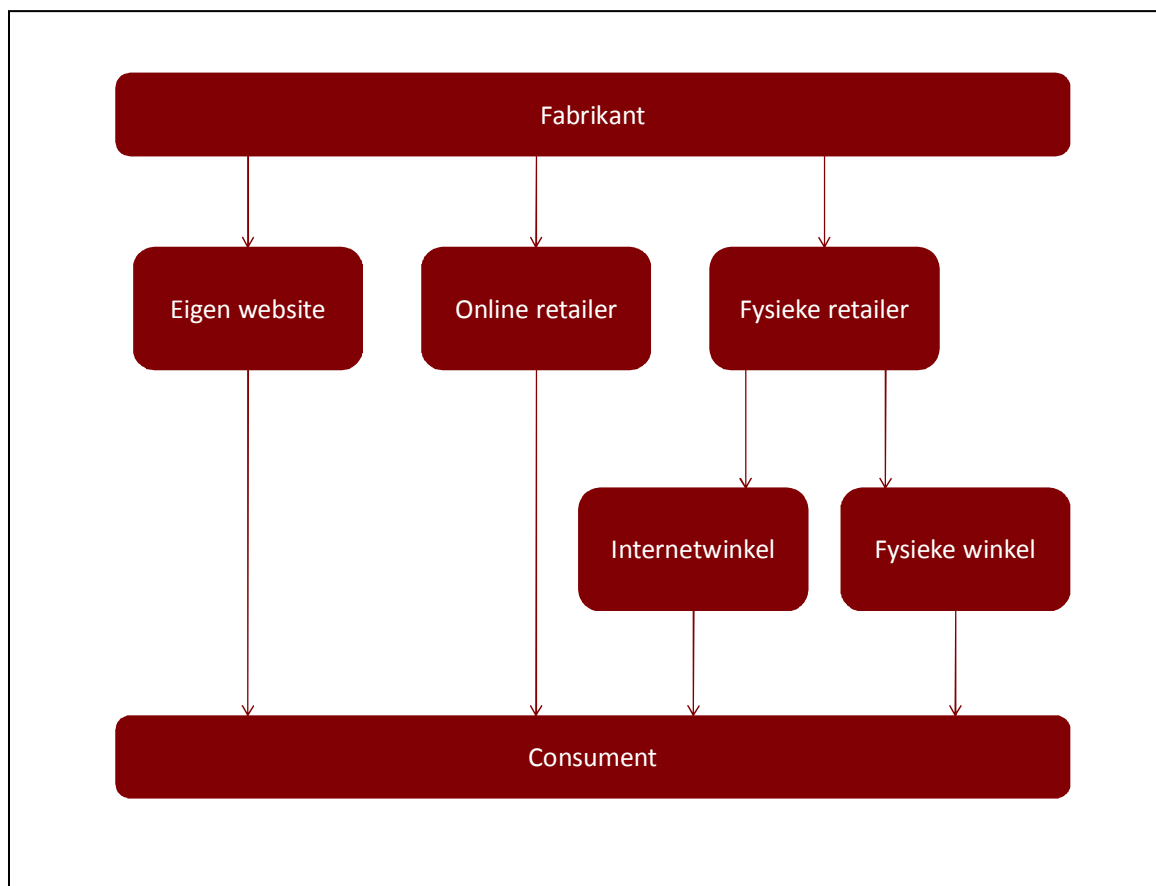 Fabrikant
Eigen website
Online retailer
Fysieke retailer
Internetwinkel
Fysieke winkel
Consument